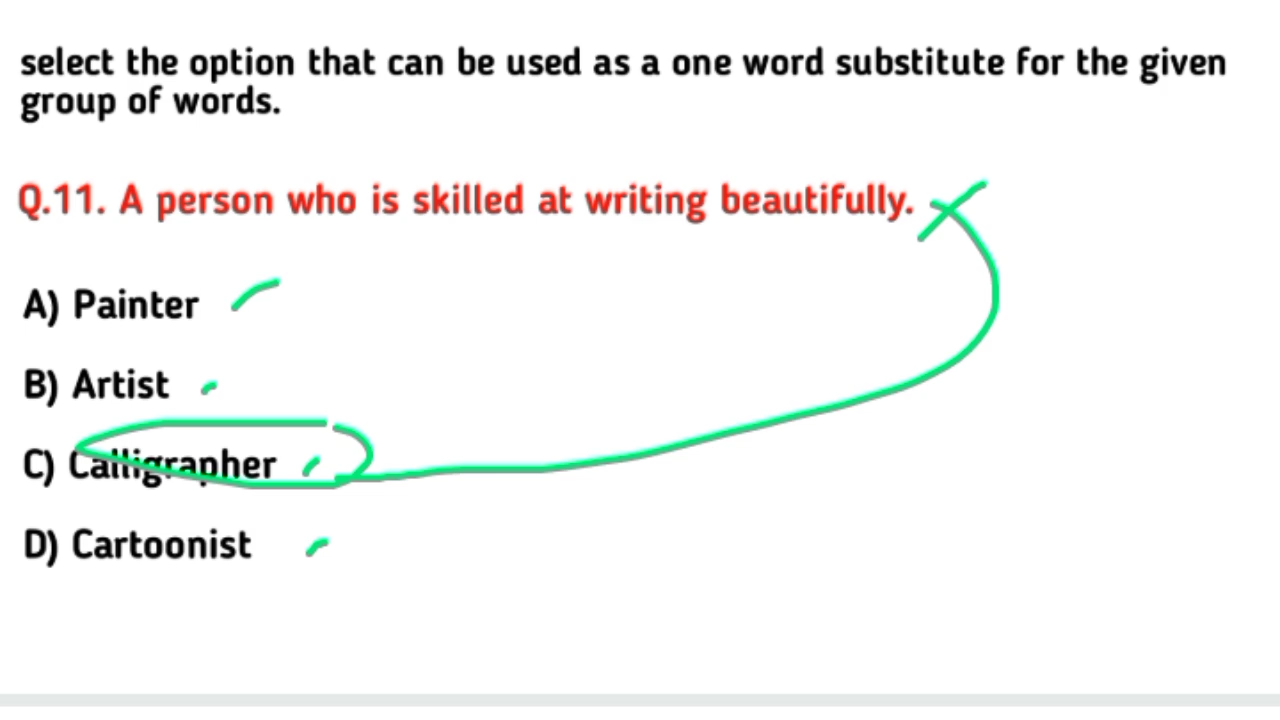 select the option that can be used as a one word substitute for the given
group of words.
Q.11. A person who is skilled at writing beautifully.
A) Painter
B) Artist
C) Calligrapher
D) Cartoonist